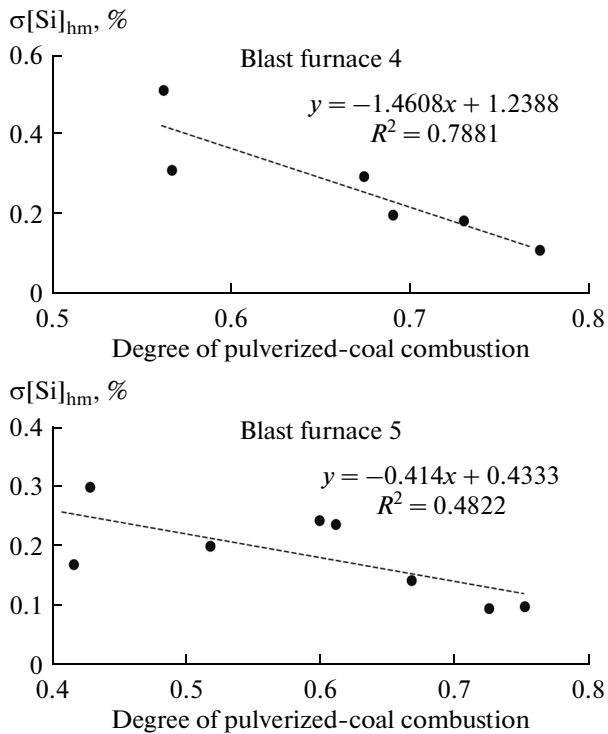 σ[Si]hm, %
0.6
Blast furnace 4
y = −1.4608x + 1.2388
R² = 0.7881
0.4
0.2
0
0.5 0.6 0.7 0.8
Degree of pulverized-coal combustion
σ[Si]hm, %
0.4
Blast furnace 5
y = −0.414x + 0.4333
R² = 0.4822
0.3
0.2
0.1
0
0.4 0.5 0.6 0.7 0.8
Degree of pulverized-coal combustion